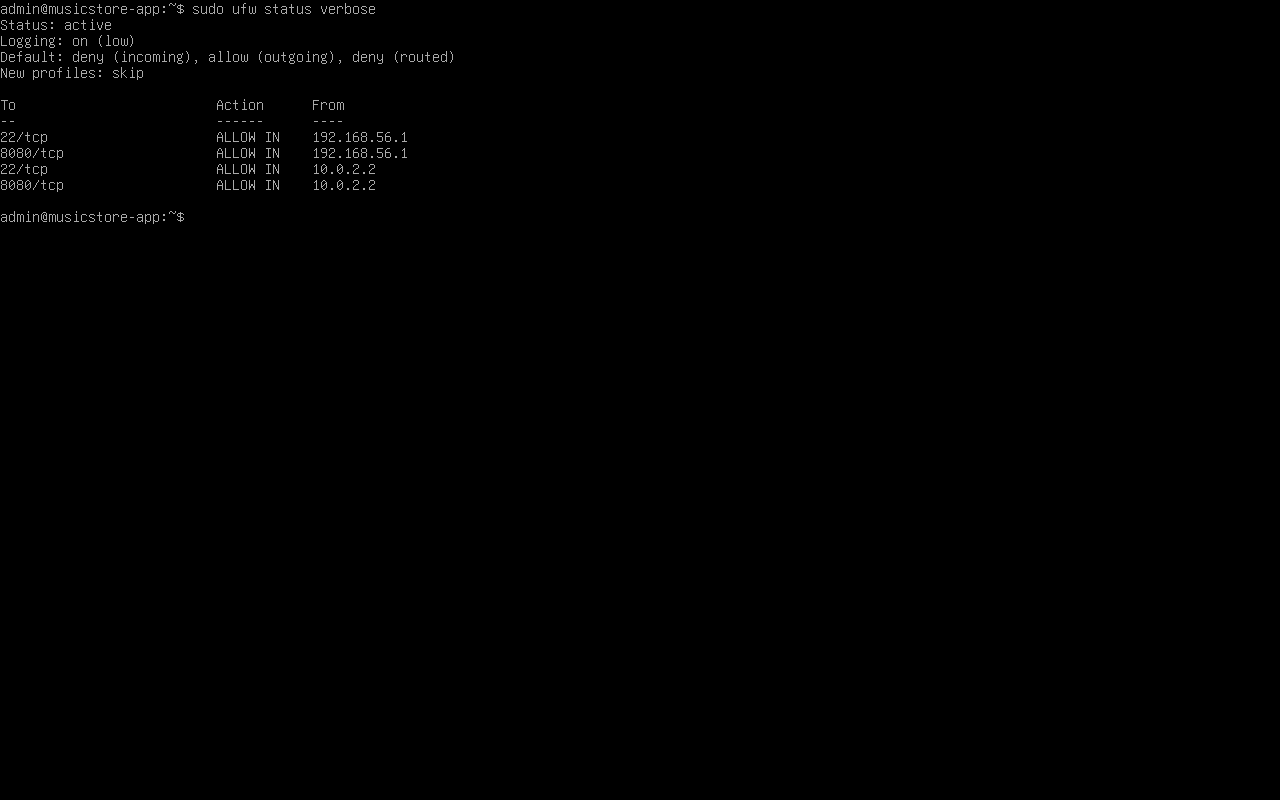 admin@musicstore-app:~$ sudo ufw status verbose
Status: active
Logging: on (low)
Default: deny (incoming), allow (outgoing), deny (routed)
New profiles: skip

To                         Action      From
--                         ------      ----
22/tcp                     ALLOW IN    192.168.56.1
8080/tcp                   ALLOW IN    192.168.56.1
22/tcp                     ALLOW IN    10.0.2.2
8080/tcp                   ALLOW IN    10.0.2.2

admin@musicstore-app:~$